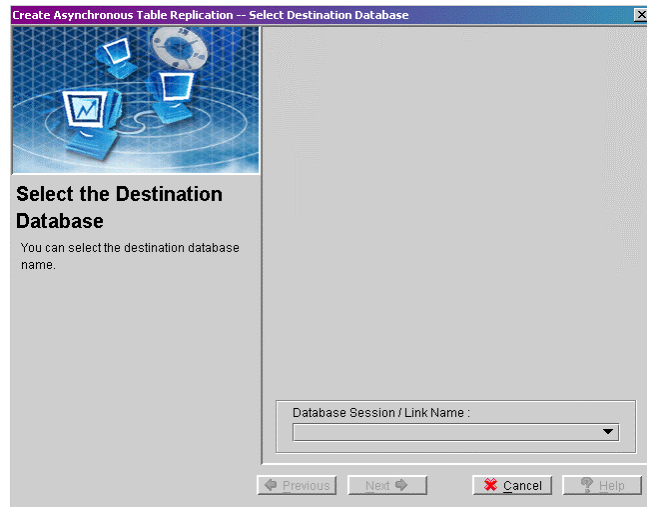 Create Asynchronous Table Replication -- Select Destination Database
Select the Destination
Database
You can select the destination database
name.
Database Session / Link Name :
Previous
Next
Cancel
Help